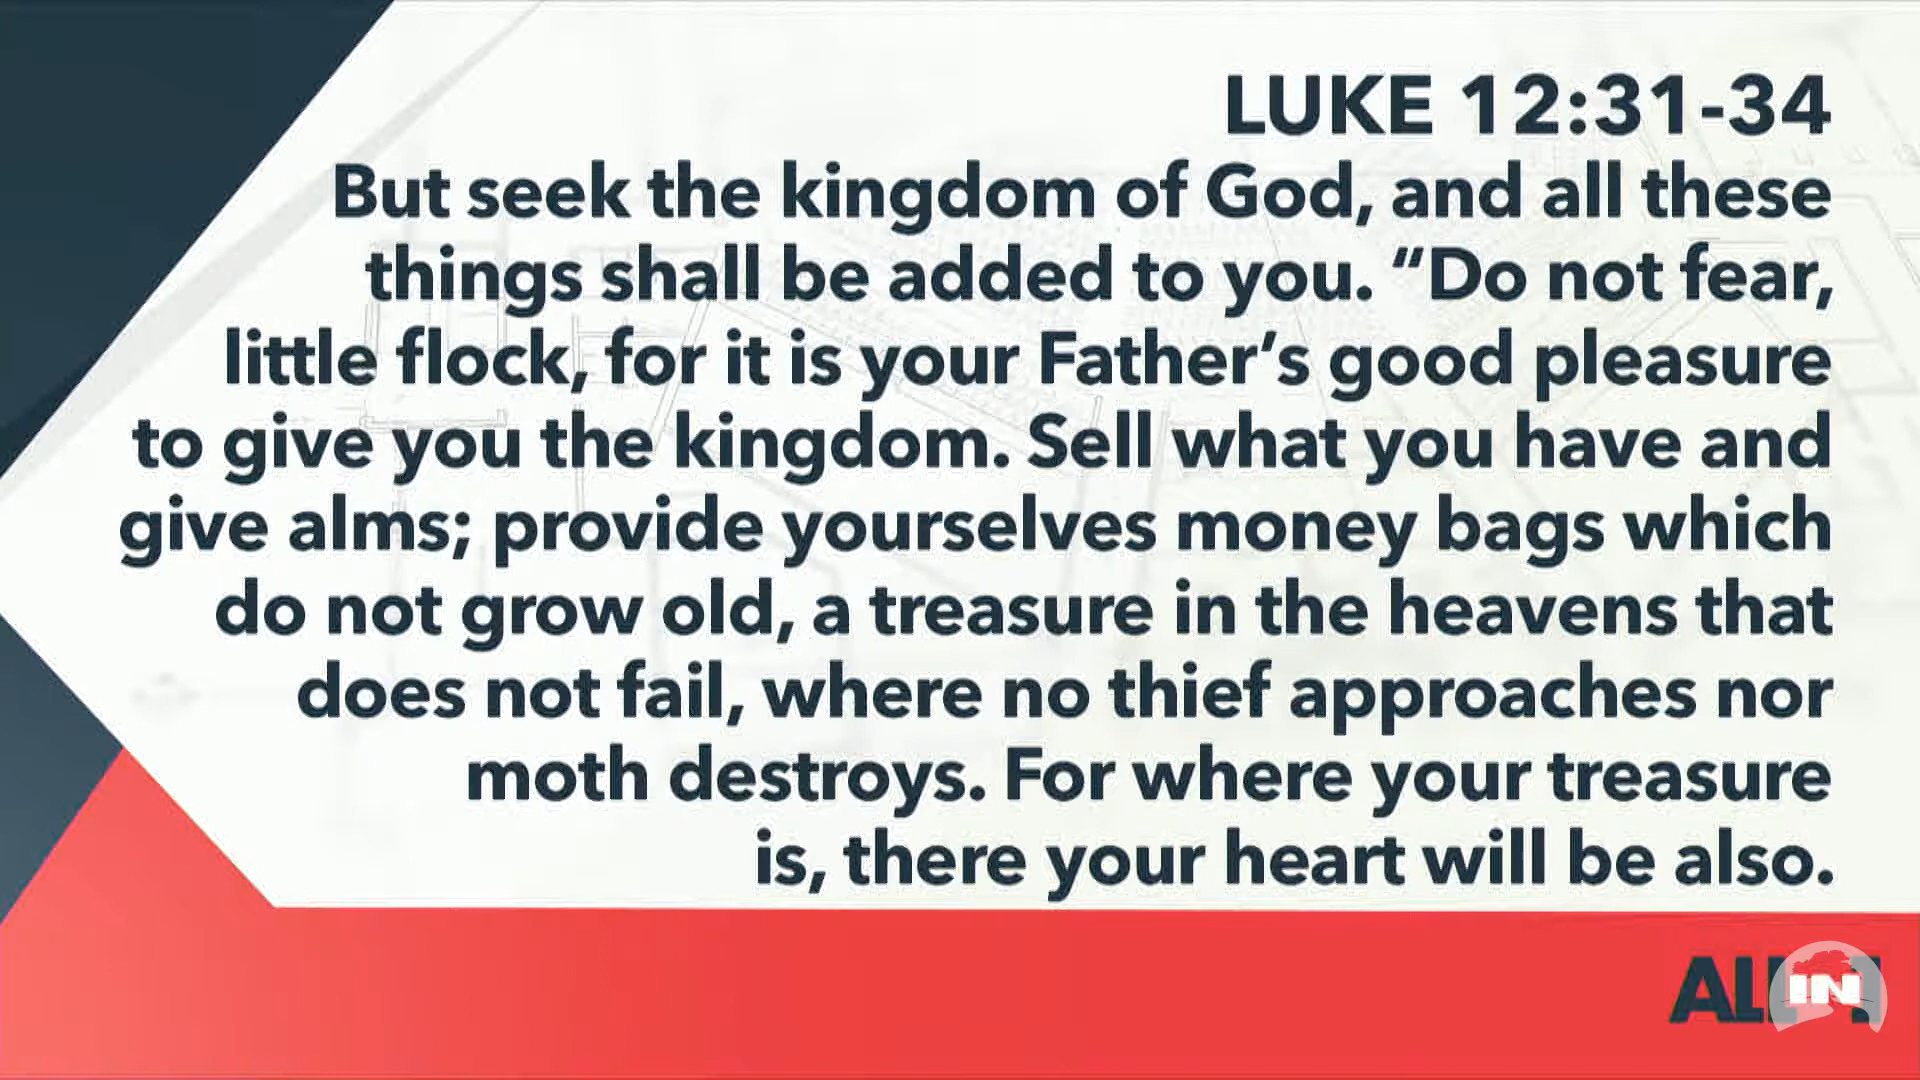 LUKE 12:31-34
But seek the kingdom of God, and all these
things shall be added to you. “Do not fear,
little flock, for it is your Father’s good pleasure
to give you the kingdom. Sell what you have and
give alms; provide yourselves money bags which
do not grow old, a treasure in the heavens that
does not fail, where no thief approaches nor
moth destroys. For where your treasure
is, there your heart will be also.
ALL IN